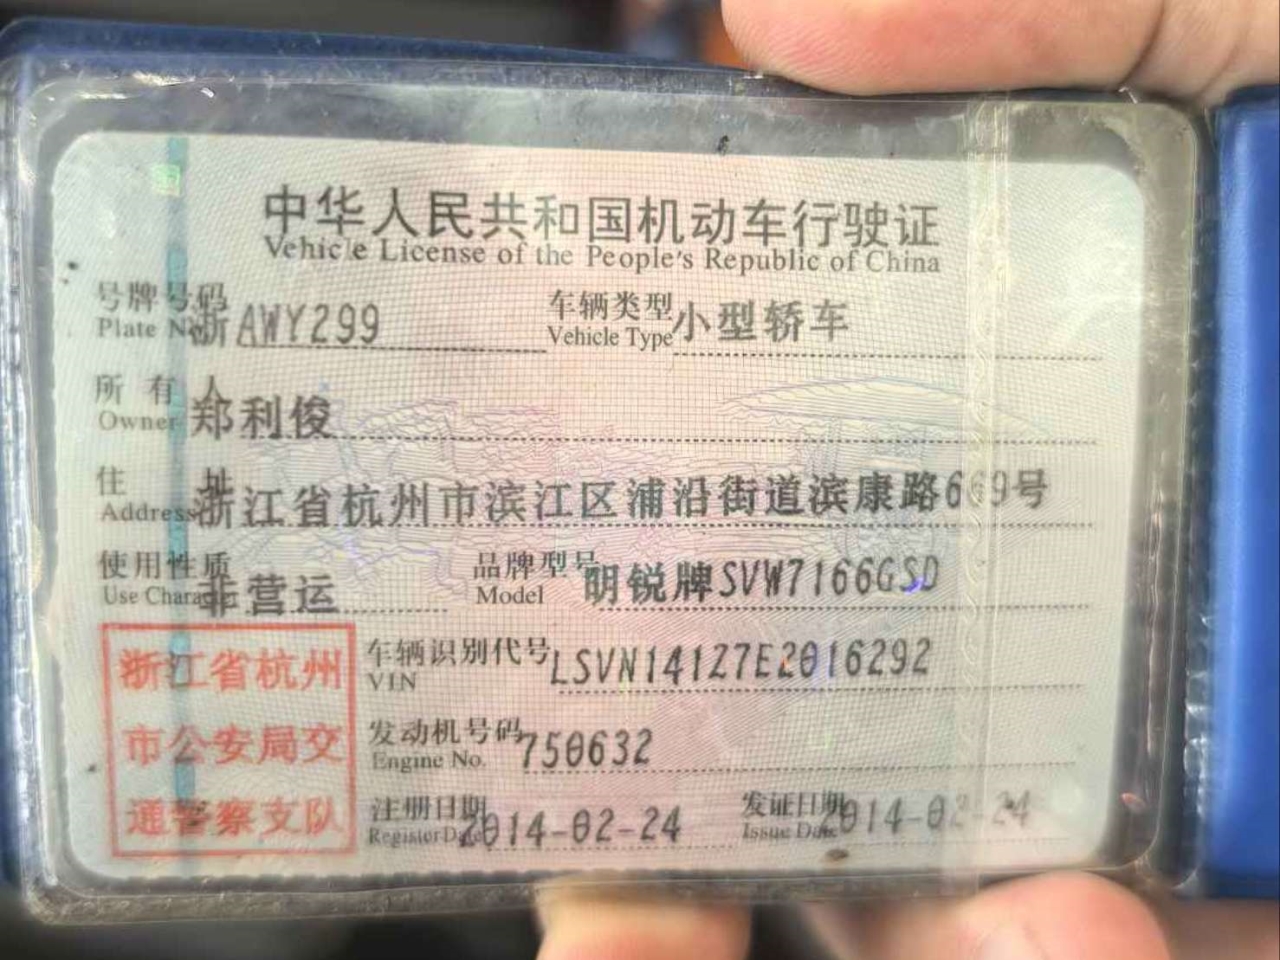 中华人民共和国机动车行驶证
Vehicle License of the People's Republic of China
号牌号码 浙AWY299 车辆类型 小型轿车
Plate No. Vehicle Type
所有人 郑利俊
Owner
住址 浙江省杭州市滨江区浦沿街道滨康路669号
Address
使用性质 非营运 品牌型号 明锐牌SVW7166GSD
Use Character Model
浙江省杭州
市公安局交
通警察支队
车辆识别代号 LSVN141Z7E2016292
VIN
发动机号码 750632
Engine No.
注册日期 2014-02-24 发证日期 2014-02-24
Register Date Issue Date